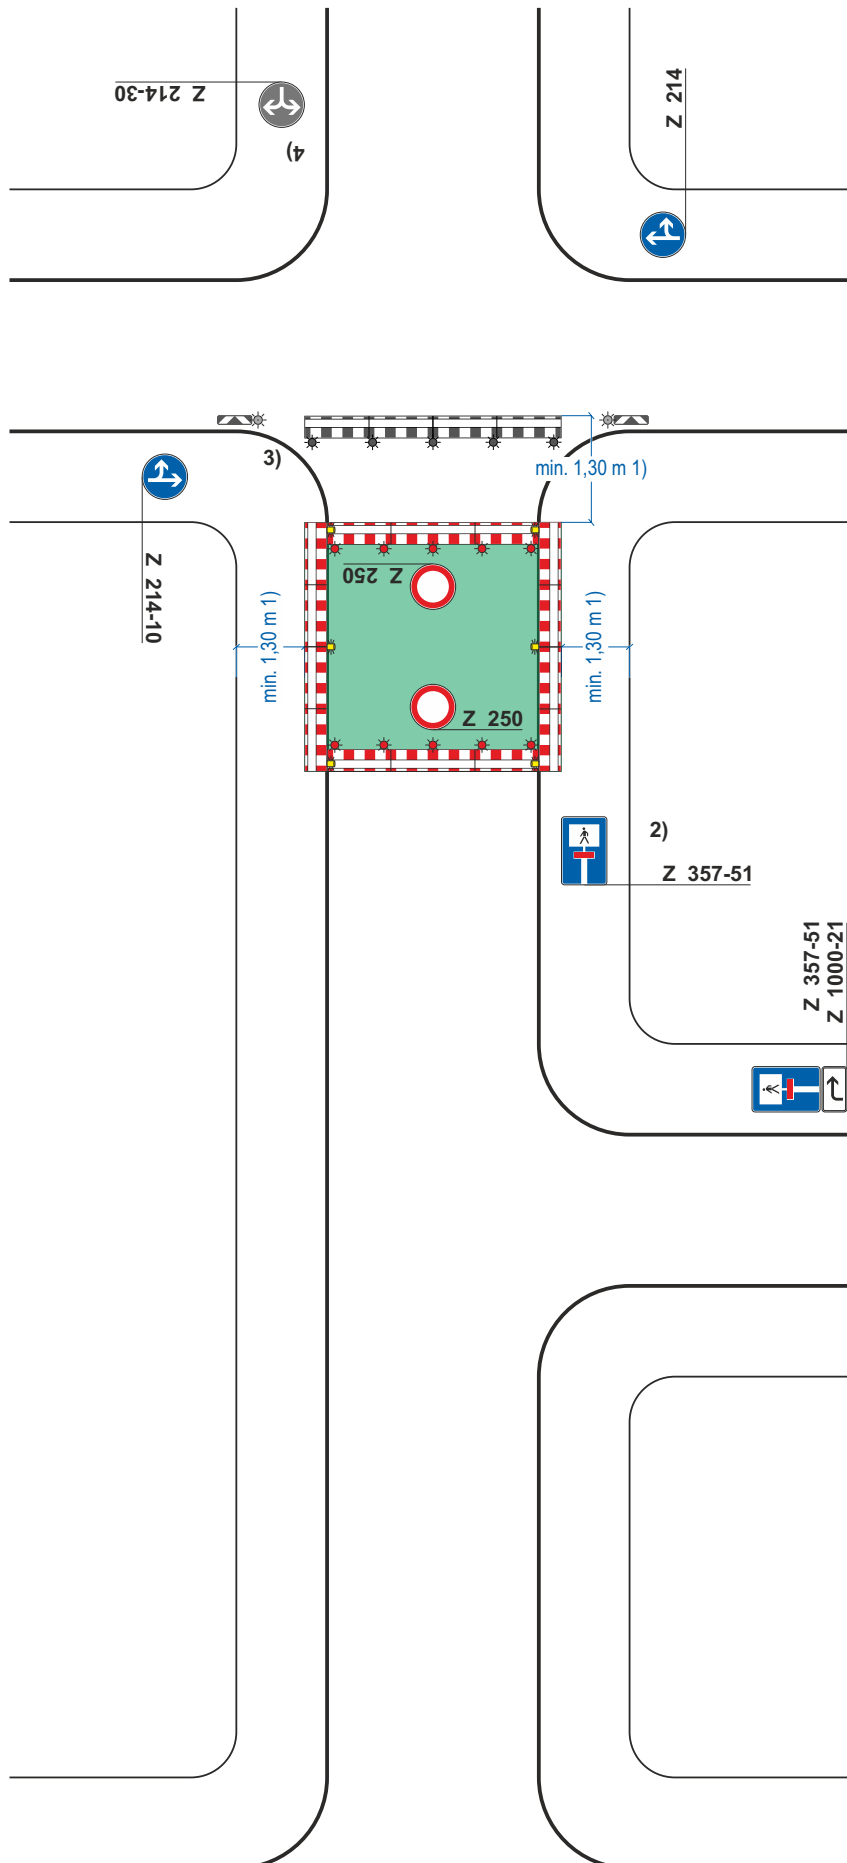 Z 214-30
4)
Z 214
3)
min. 1,30 m 1)
Z 214-10
Z 250
min. 1,30 m 1)
min. 1,30 m 1)
Z 250
2)
Z 357-51
Z 357-51
Z 1000-21